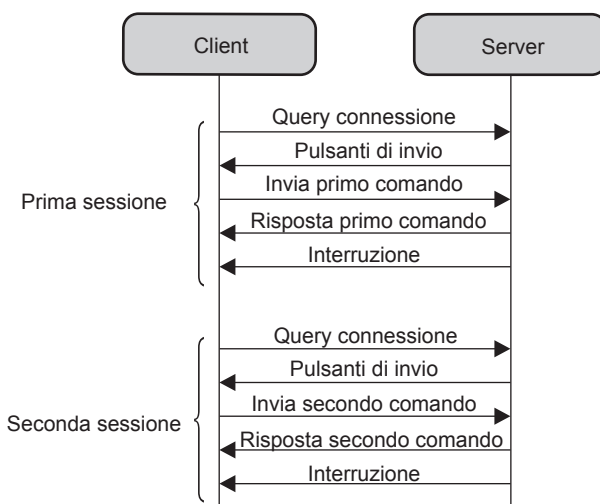 Client
Server
Query connessione
Pulsanti di invio
Invia primo comando
Prima sessione
Risposta primo comando
Interruzione
Query connessione
Pulsanti di invio
Invia secondo comando
Seconda sessione
Risposta secondo comando
Interruzione